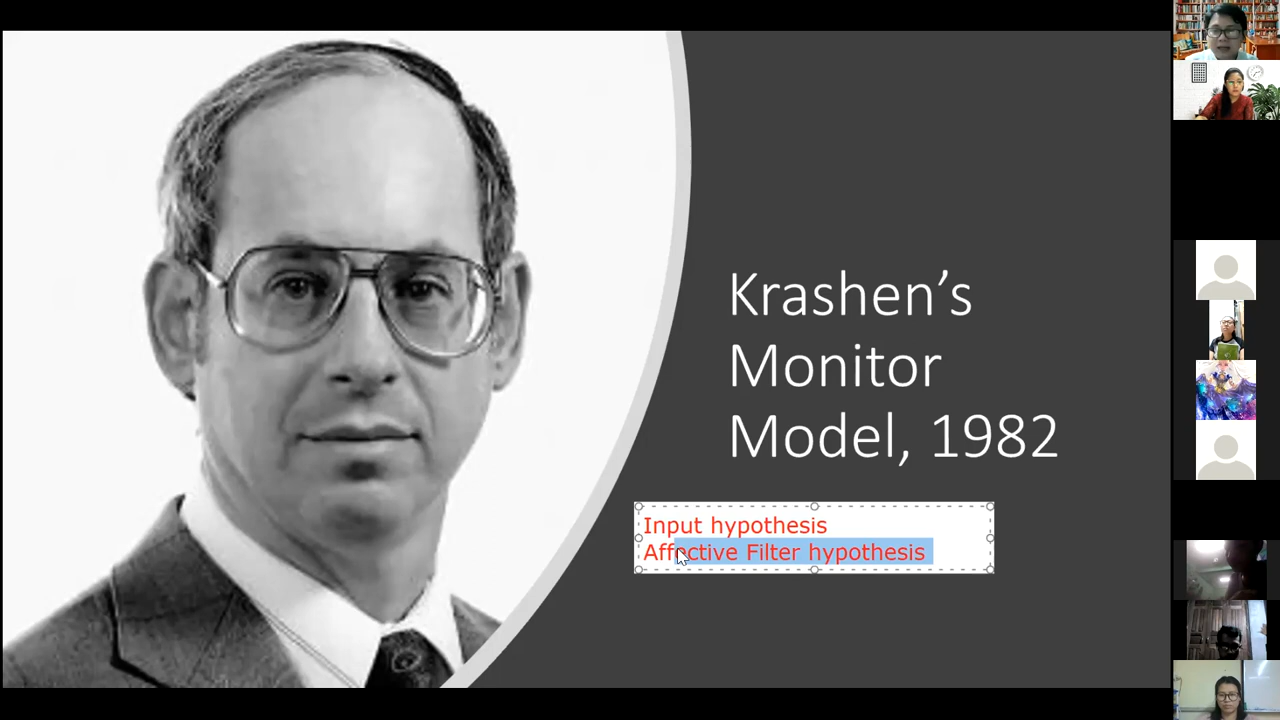 Krashen’s
Monitor
Model, 1982
Input hypothesis
Affective Filter hypothesis